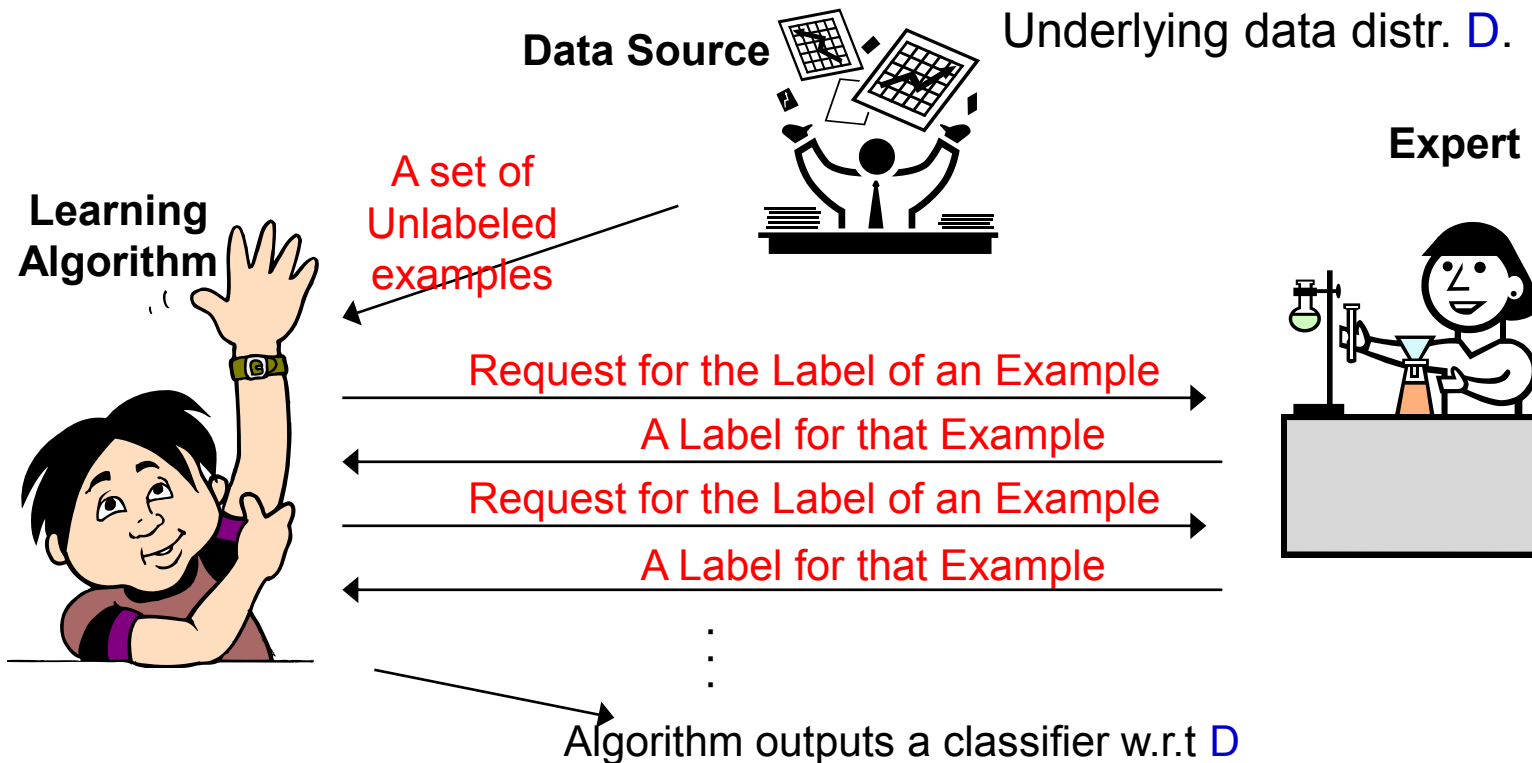 Data Source
Underlying data distr. D.
Expert
A set of
Unlabeled
examples
Learning
Algorithm
Request for the Label of an Example
A Label for that Example
Request for the Label of an Example
A Label for that Example
.
.
.
Algorithm outputs a classifier w.r.t D